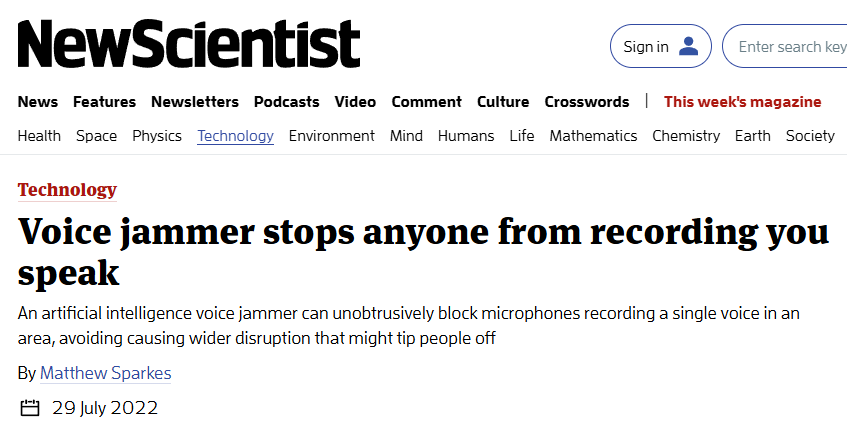 NewScientist
Sign in
Enter search key
News Features Newsletters Podcasts Video Comment Culture Crosswords | This week's magazine
Health Space Physics Technology Environment Mind Humans Life Mathematics Chemistry Earth Society
Technology
Voice jammer stops anyone from recording you
speak
An artificial intelligence voice jammer can unobtrusively block microphones recording a single voice in an
area, avoiding causing wider disruption that might tip people off
By Matthew Sparkes
29 July 2022